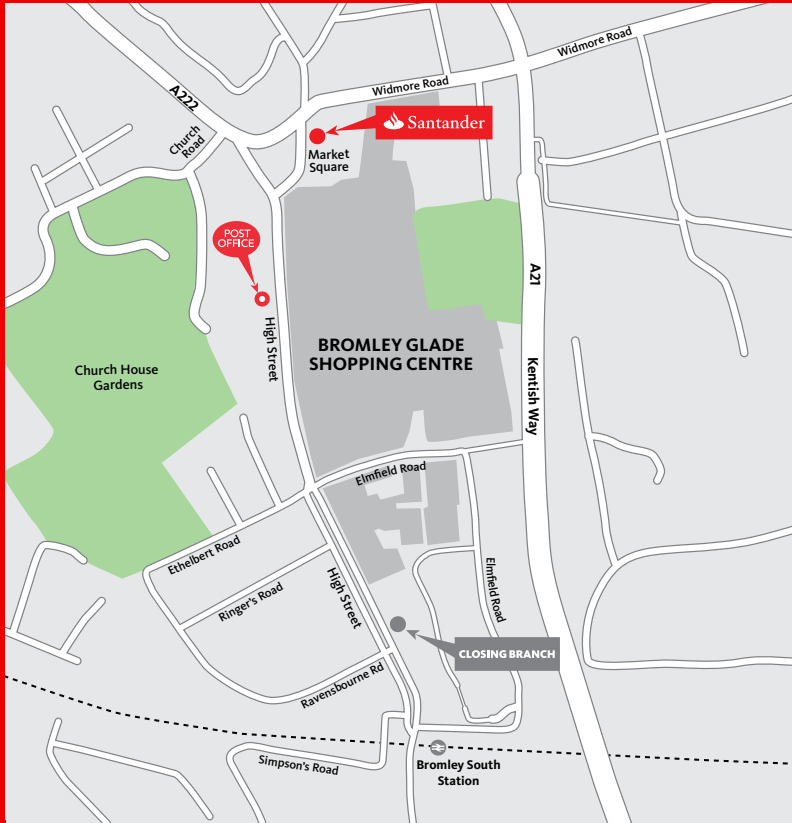 Widmore Road
Widmore Road
A222
Santander
Church
Road
Market
Square
POST
OFFICE
A21
High Street
BROMLEY GLADE
SHOPPING CENTRE
Kentish Way
Church House
Gardens
Elmfield Road
Ethelbert Road
Elmfield Road
High Street
Ringer's Road
CLOSING BRANCH
Ravensbourne Rd
Simpson's Road
Bromley South
Station